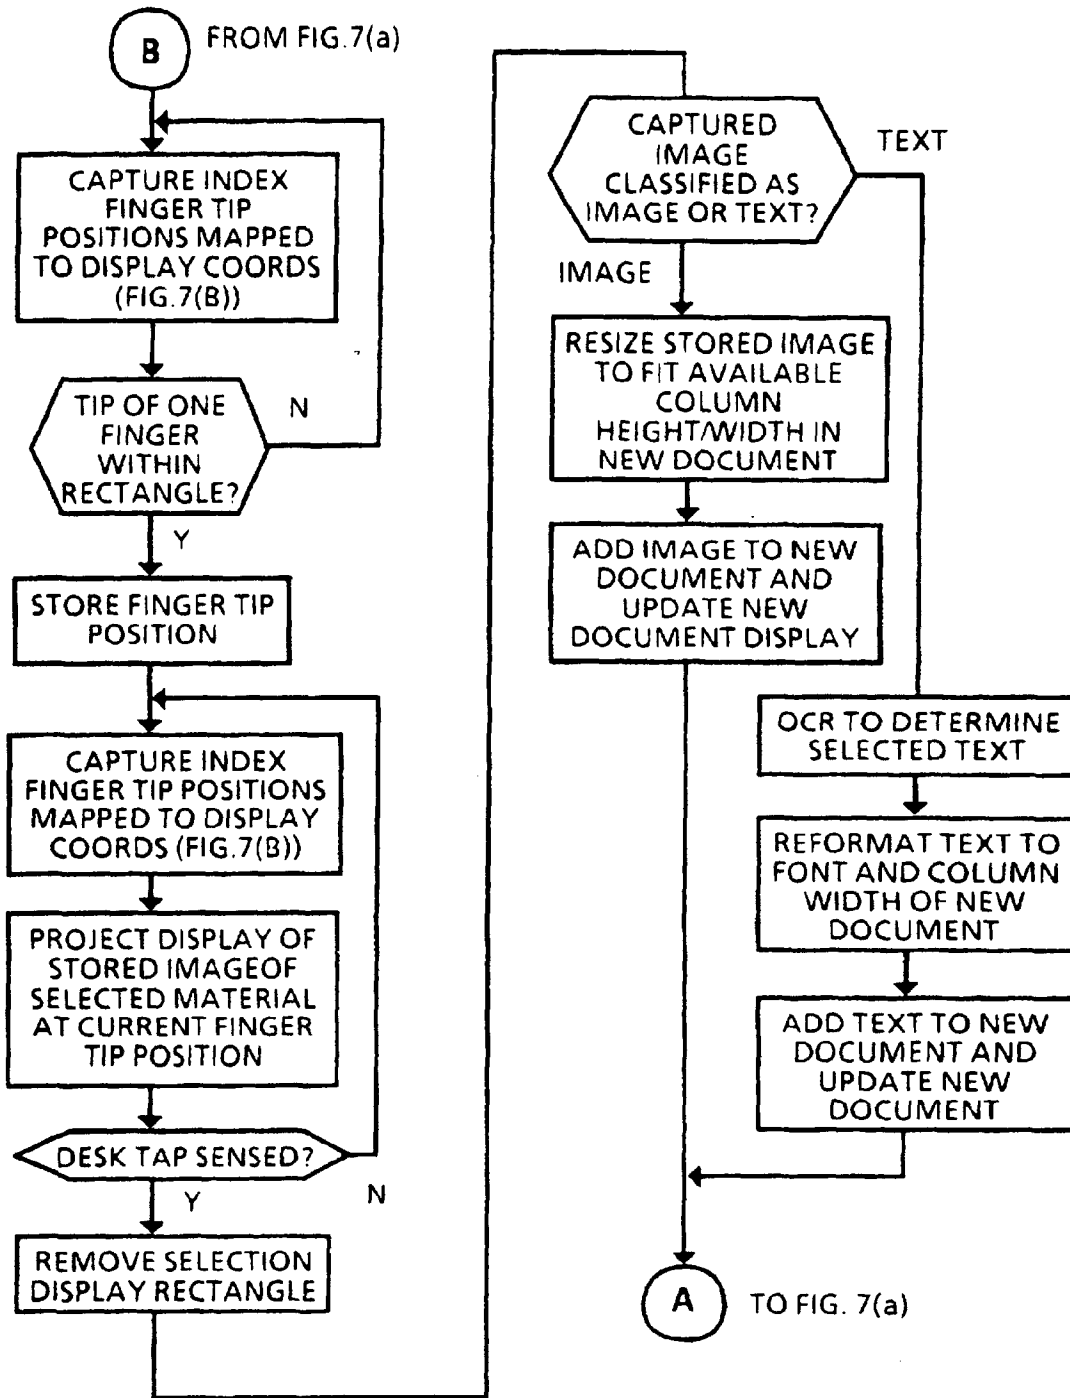 B
FROM FIG.7(a)
CAPTURE INDEX
FINGER TIP
POSITIONS MAPPED
TO DISPLAY COORDS
(FIG.7(B))
TIP OF ONE
FINGER
WITHIN
RECTANGLE?
N
Y
STORE FINGER TIP
POSITION
CAPTURE INDEX
FINGER TIP POSITIONS
MAPPED TO DISPLAY
COORDS (FIG.7(B))
PROJECT DISPLAY OF
STORED IMAGEOF
SELECTED MATERIAL
AT CURRENT FINGER
TIP POSITION
DESK TAP SENSED?
Y
N
REMOVE SELECTION
DISPLAY RECTANGLE
CAPTURED
IMAGE
CLASSIFIED AS
IMAGE OR TEXT?
TEXT
IMAGE
RESIZE STORED IMAGE
TO FIT AVAILABLE
COLUMN
HEIGHT/WIDTH IN
NEW DOCUMENT
ADD IMAGE TO NEW
DOCUMENT AND
UPDATE NEW
DOCUMENT DISPLAY
OCR TO DETERMINE
SELECTED TEXT
REFORMAT TEXT TO
FONT AND COLUMN
WIDTH OF NEW
DOCUMENT
ADD TEXT TO NEW
DOCUMENT AND
UPDATE NEW
DOCUMENT
A
TO FIG. 7(a)